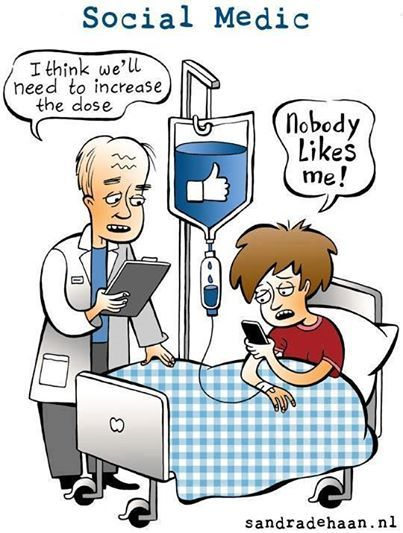 Social Medic
I think we'll
need to increase
the dose
Nobody
Likes
me!
sandradehaan.nl